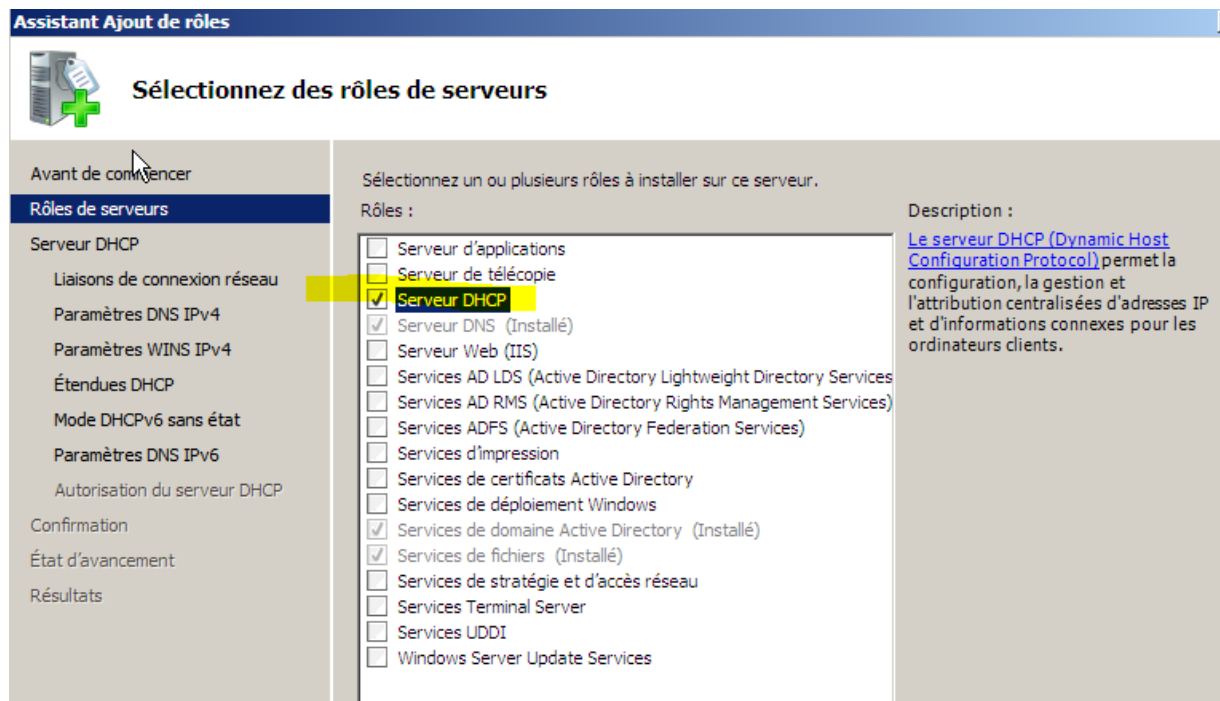 Assistant Ajout de rôles
Sélectionnez des rôles de serveurs
Avant de commencer
Rôles de serveurs
Serveur DHCP
Liaisons de connexion réseau
Paramètres DNS IPv4
Paramètres WINS IPv4
Étendues DHCP
Mode DHCPv6 sans état
Paramètres DNS IPv6
Autorisation du serveur DHCP
Confirmation
État d'avancement
Résultats
Sélectionnez un ou plusieurs rôles à installer sur ce serveur.
Rôles :
Serveur d'applications
Serveur de télécopie
Serveur DHCP
Serveur DNS (Installé)
Serveur Web (IIS)
Services AD LDS (Active Directory Lightweight Directory Services
Services AD RMS (Active Directory Rights Management Services)
Services ADFS (Active Directory Federation Services)
Services d'impression
Services de certificats Active Directory
Services de déploiement Windows
Services de domaine Active Directory (Installé)
Services de fichiers (Installé)
Services de stratégie et d'accès réseau
Services Terminal Server
Services UDDI
Windows Server Update Services
Description :
Le serveur DHCP (Dynamic Host
Configuration Protocol) permet la
configuration, la gestion et
l'attribution centralisées d'adresses IP
et d'informations connexes pour les
ordinateurs clients.